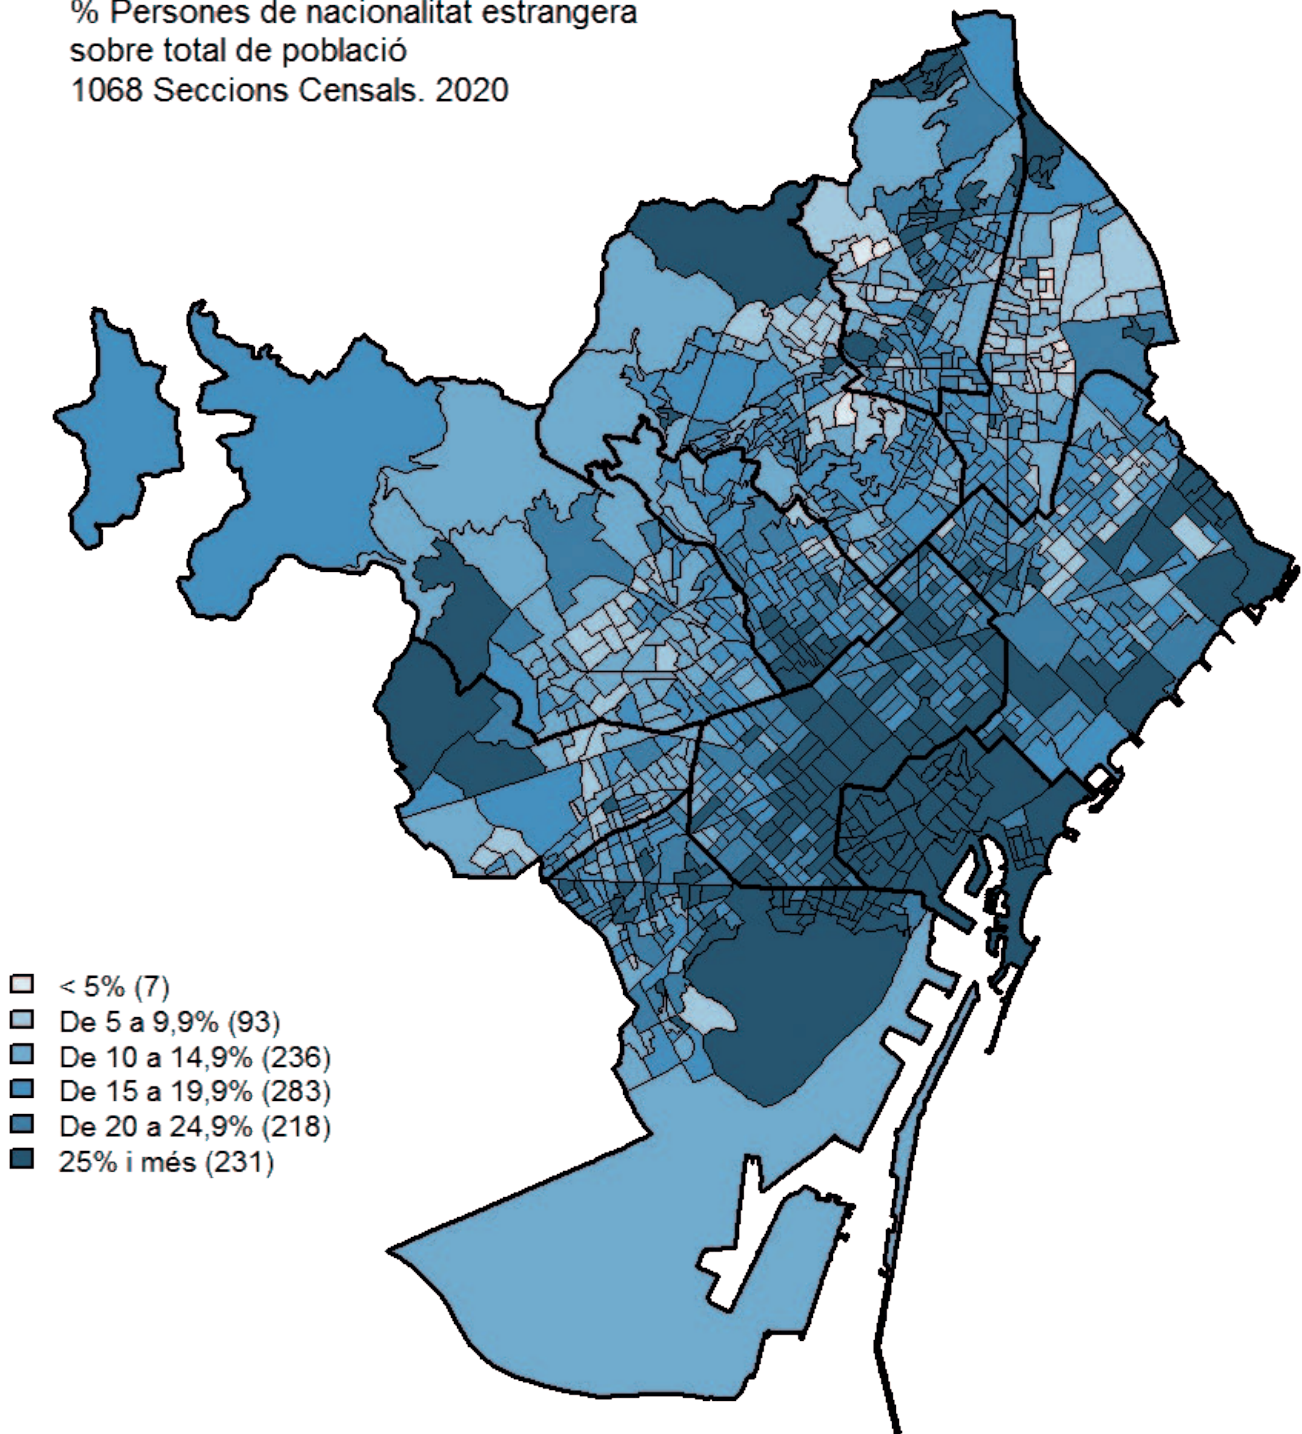 % Persones de nacionalitat estrangera
sobre total de població
1068 Seccions Censals. 2020
< 5% (7)
De 5 a 9,9% (93)
De 10 a 14,9% (236)
De 15 a 19,9% (283)
De 20 a 24,9% (218)
25% i més (231)